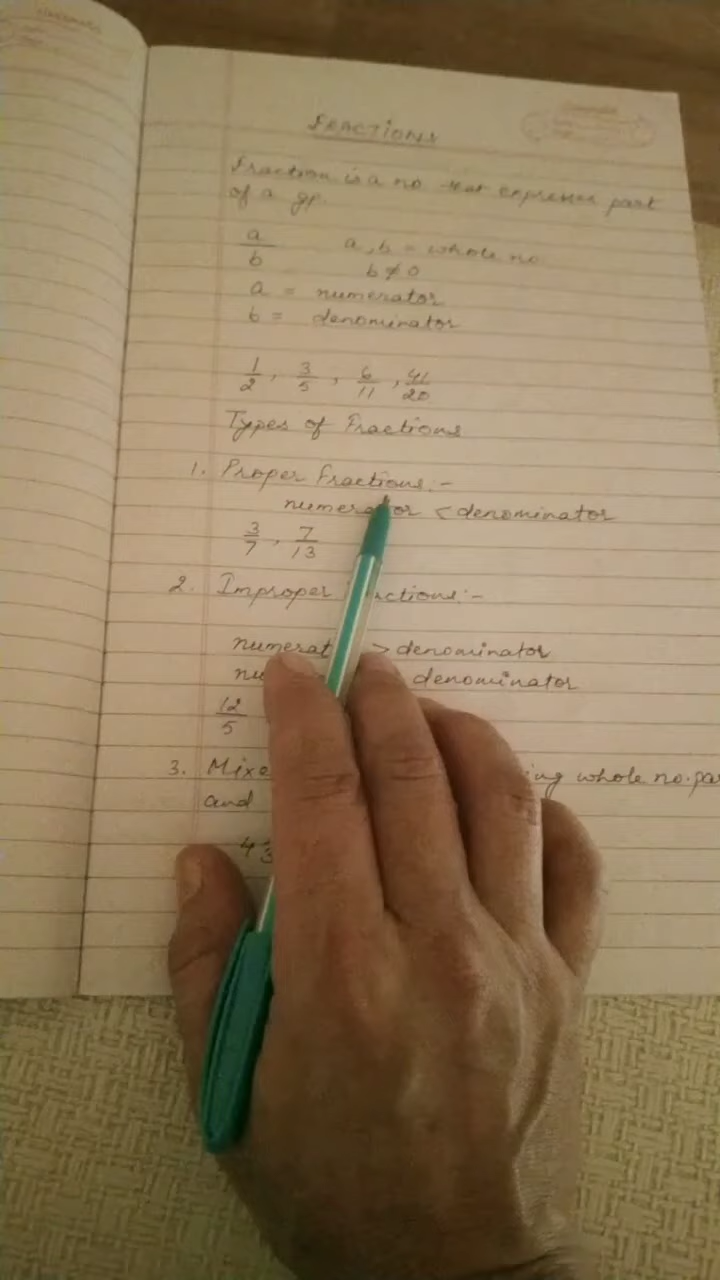 FRACTIONS
Fraction is a no that expresses part
of a gp.
a/b a, b = whole no
b ≠ 0
a = numerator
b = denominator
1/2, 3/5, 6/11, 41/20
Types of Fractions
1. Proper fractions:-
numerator < denominator
3/7, 7/13
2. Improper :-
> denominator
denominator
12/5
3. whole no. pa
and
4